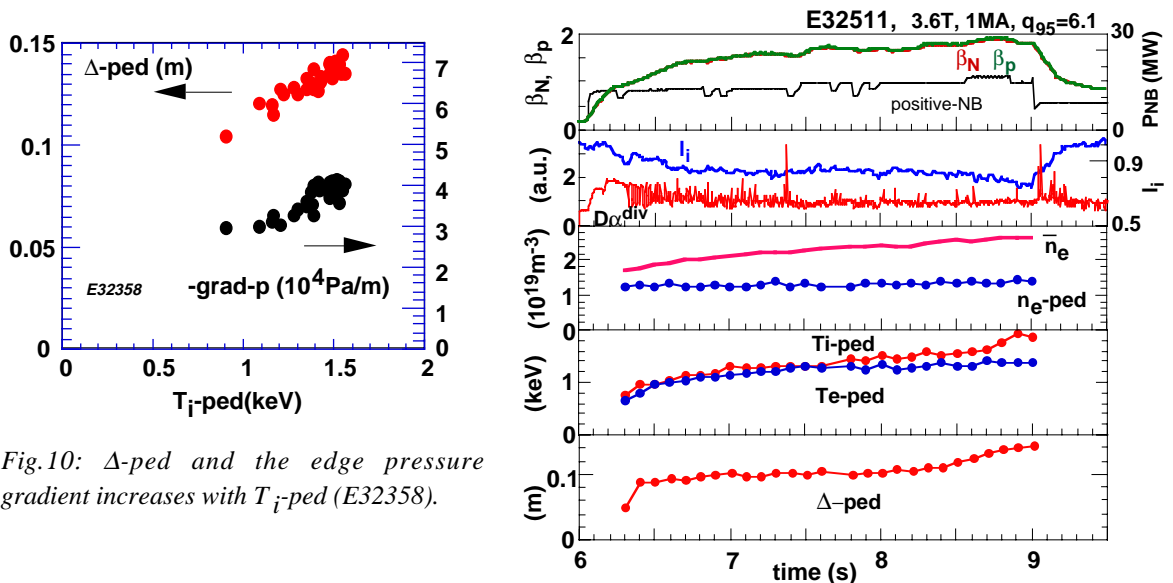 0.15
Δ-ped (m)
7
6
0.1
5
4
0.05
3
2
E32358
-grad-p (10⁴Pa/m)
1
0
0
0 0.5 1 1.5 2
Tᵢ-ped(keV)
Fig.10: Δ-ped and the edge pressure
gradient increases with T i-ped (E32358).
E32511, 3.6T, 1MA, q95=6.1
2
30
βN, βp
1
βN βp
positive-NB
PNB (MW)
0
0
4
(a.u.)
2
0
li
Dαdiv
0.9
li
0.5
(10¹⁹m⁻³)
2
1
0
n̄e
ne-ped
2
(keV)
1
0
Ti-ped
Te-ped
0.1
(m)
0
Δ–ped
6 7 8 9
time (s)